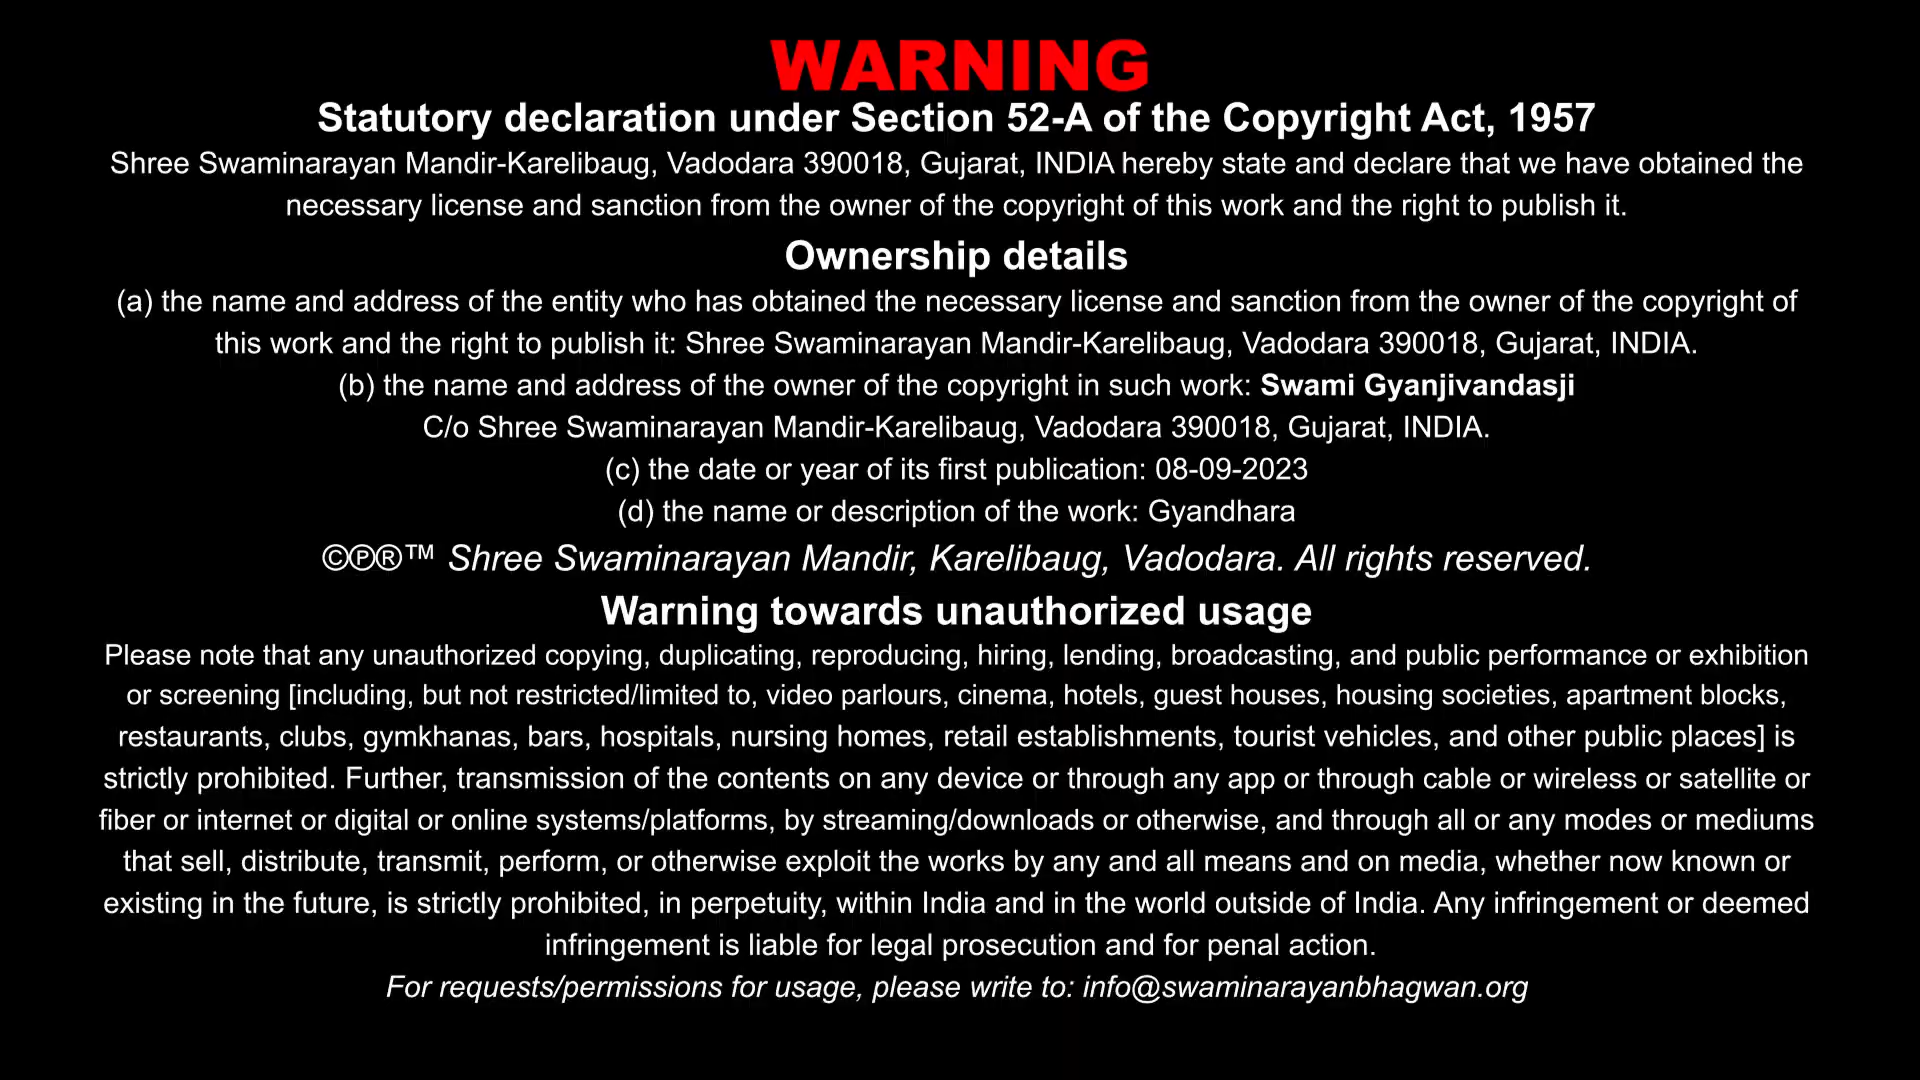 WARNING
Statutory declaration under Section 52-A of the Copyright Act, 1957
Shree Swaminarayan Mandir-Karelibaug, Vadodara 390018, Gujarat, INDIA hereby state and declare that we have obtained the
necessary license and sanction from the owner of the copyright of this work and the right to publish it.
Ownership details
(a) the name and address of the entity who has obtained the necessary license and sanction from the owner of the copyright of
this work and the right to publish it: Shree Swaminarayan Mandir-Karelibaug, Vadodara 390018, Gujarat, INDIA.
(b) the name and address of the owner of the copyright in such work: Swami Gyanjivandasji
C/o Shree Swaminarayan Mandir-Karelibaug, Vadodara 390018, Gujarat, INDIA.
(c) the date or year of its first publication: 08-09-2023
(d) the name or description of the work: Gyandhara
©℗®™ Shree Swaminarayan Mandir, Karelibaug, Vadodara. All rights reserved.
Warning towards unauthorized usage
Please note that any unauthorized copying, duplicating, reproducing, hiring, lending, broadcasting, and public performance or exhibition
or screening [including, but not restricted/limited to, video parlours, cinema, hotels, guest houses, housing societies, apartment blocks,
restaurants, clubs, gymkhanas, bars, hospitals, nursing homes, retail establishments, tourist vehicles, and other public places] is
strictly prohibited. Further, transmission of the contents on any device or through any app or through cable or wireless or satellite or
fiber or internet or digital or online systems/platforms, by streaming/downloads or otherwise, and through all or any modes or mediums
that sell, distribute, transmit, perform, or otherwise exploit the works by any and all means and on media, whether now known or
existing in the future, is strictly prohibited, in perpetuity, within India and in the world outside of India. Any infringement or deemed
infringement is liable for legal prosecution and for penal action.
For requests/permissions for usage, please write to: info@swaminarayanbhagwan.org